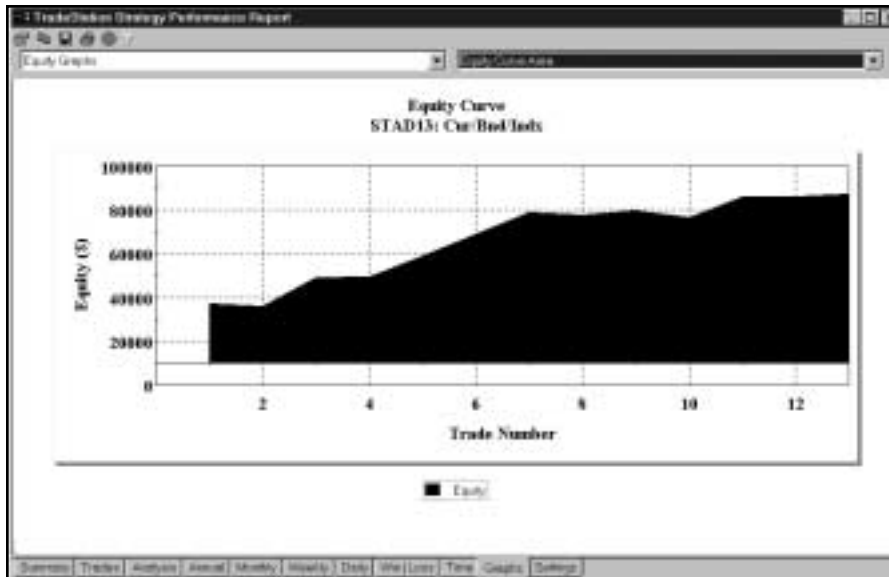 TradeStation Strategy Performance Report
Equity Graphs
Equity Curve Area
Equity Curve
STAD13: Cur/Bnd/Indx
100000
80000
60000
40000
20000
0
Equity ($)
2 4 6 8 10 12
Trade Number
Equity
Summary Trades Analysis Annual Monthly Weekly Daily Win/Loss Time Graphs Settings